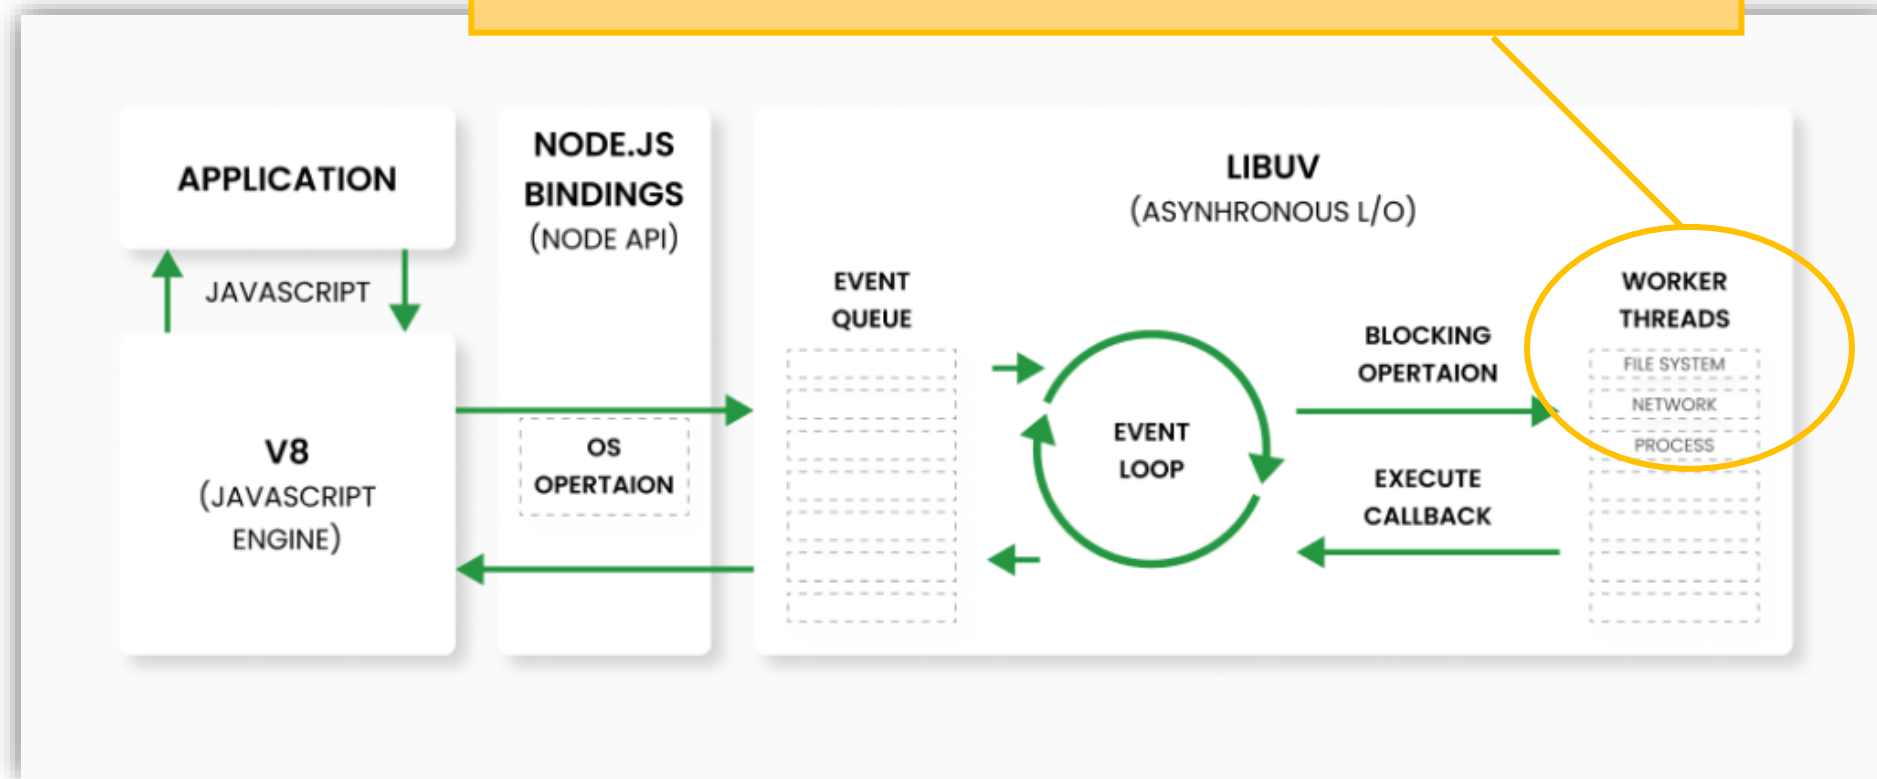 APPLICATION
JAVASCRIPT
V8
(JAVASCRIPT
ENGINE)
NODE.JS
BINDINGS
(NODE API)
OS
OPERTAION
LIBUV
(ASYNHRONOUS L/O)
EVENT
QUEUE
EVENT
LOOP
BLOCKING
OPERTAION
EXECUTE
CALLBACK
WORKER
THREADS
FILE SYSTEM
NETWORK
PROCESS